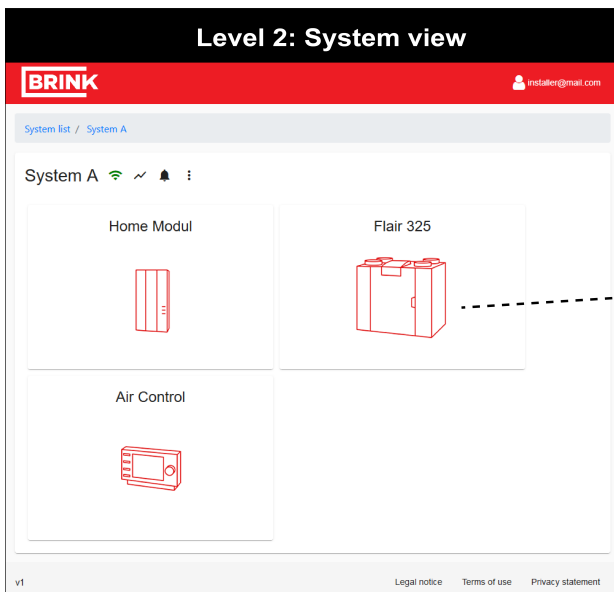 Level 2: System view
BRINK
installer@mail.com
System list / System A
System A
Home Modul
Flair 325
Air Control
v1
Legal notice Terms of use Privacy statement